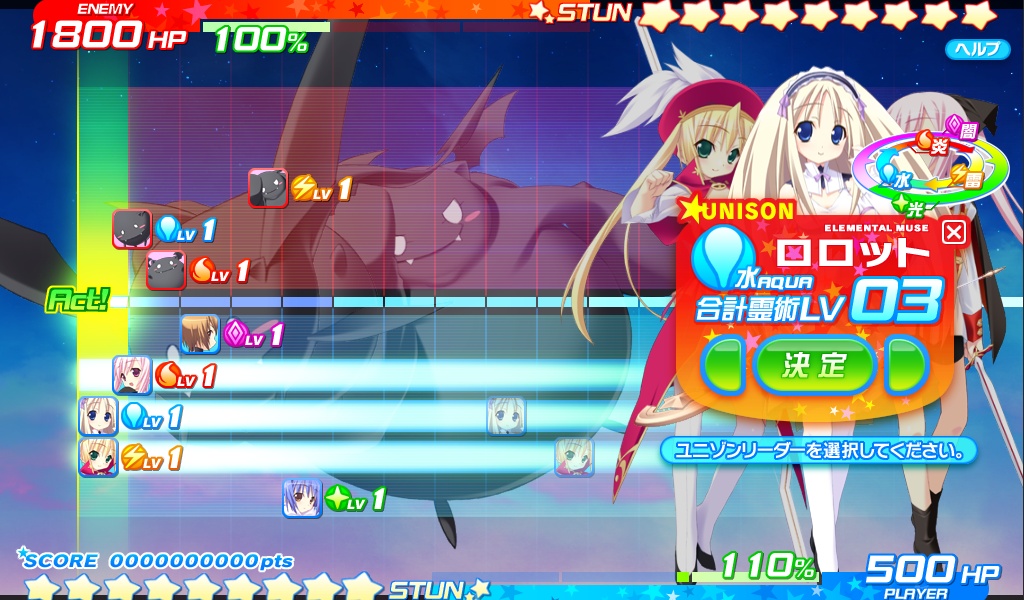 ENEMY
1800 HP
100%
STUN
ヘルプ
闇
炎
水
雷
光
LV 1
LV 1
LV 1
Act!
LV 1
LV 1
LV 1
LV 1
LV 1
UNISON
ELEMENTAL MUSE
ロロット
水AQUA
合計霊術LV 03
決定
ユニゾンリーダーを選択してください。
SCORE 0000000000pts
STUN
110%
500 HP
PLAYER